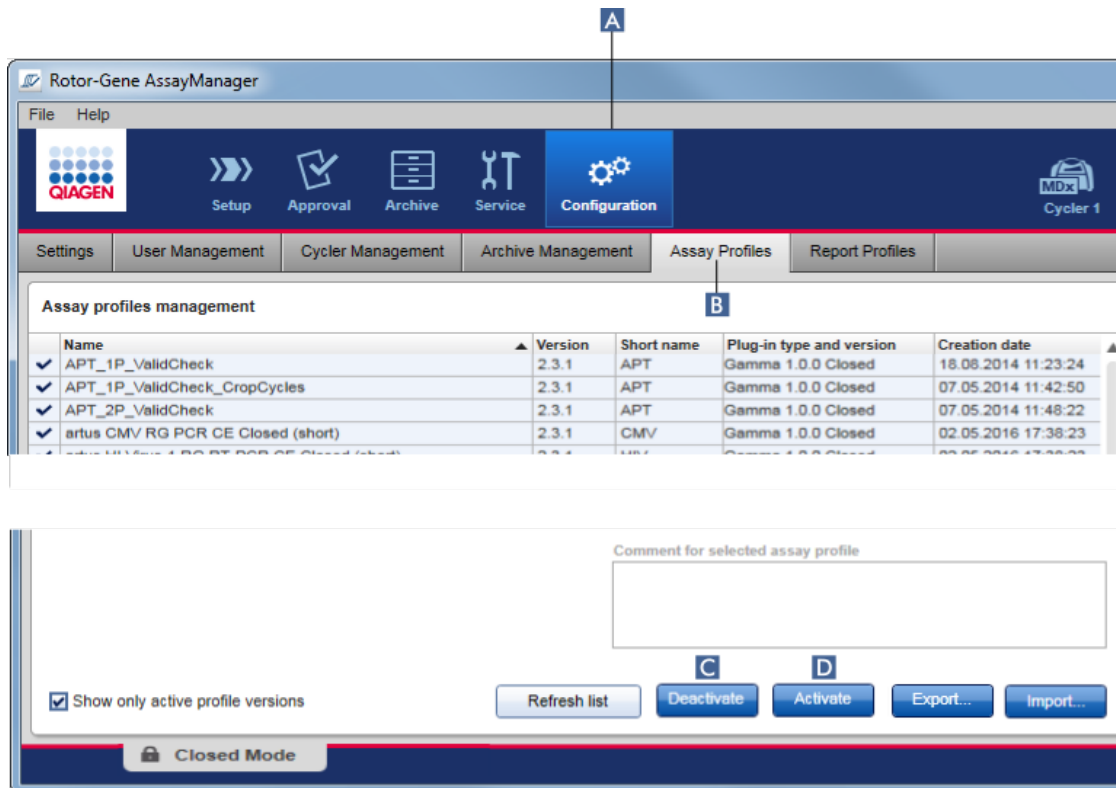 A
Rotor-Gene AssayManager
File Help
QIAGEN
Setup Approval Archive Service Configuration
MDx
Cycler 1
Settings User Management Cycler Management Archive Management Assay Profiles Report Profiles
B
Assay profiles management
Name Version Short name Plug-in type and version Creation date
APT_1P_ValidCheck 2.3.1 APT Gamma 1.0.0 Closed 18.08.2014 11:23:24
APT_1P_ValidCheck_CropCycles 2.3.1 APT Gamma 1.0.0 Closed 07.05.2014 11:42:50
APT_2P_ValidCheck 2.3.1 APT Gamma 1.0.0 Closed 07.05.2014 11:48:22
artus CMV RG PCR CE Closed (short) 2.3.1 CMV Gamma 1.0.0 Closed 02.05.2016 17:38:23
Comment for selected assay profile
C D
Show only active profile versions Refresh list Deactivate Activate Export... Import...
Closed Mode